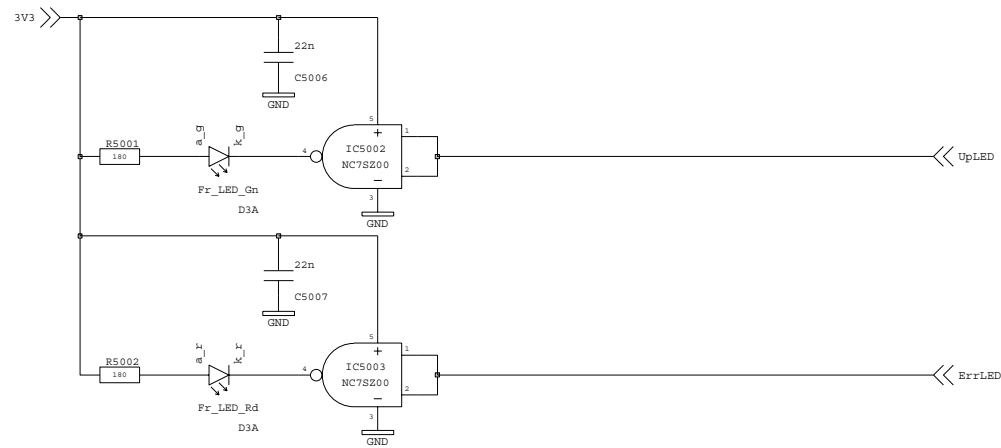 3V3
22n
C5006
GND
5
a_g
k_g
+
1
R5001
4
IC5002
180
NC7SZ00
UpLED
2
Fr_LED_Gn
−
3
D3A
GND
22n
C5007
GND
5
a_r
k_r
+
1
R5002
4
IC5003
180
NC7SZ00
ErrLED
2
Fr_LED_Rd
−
3
D3A
GND